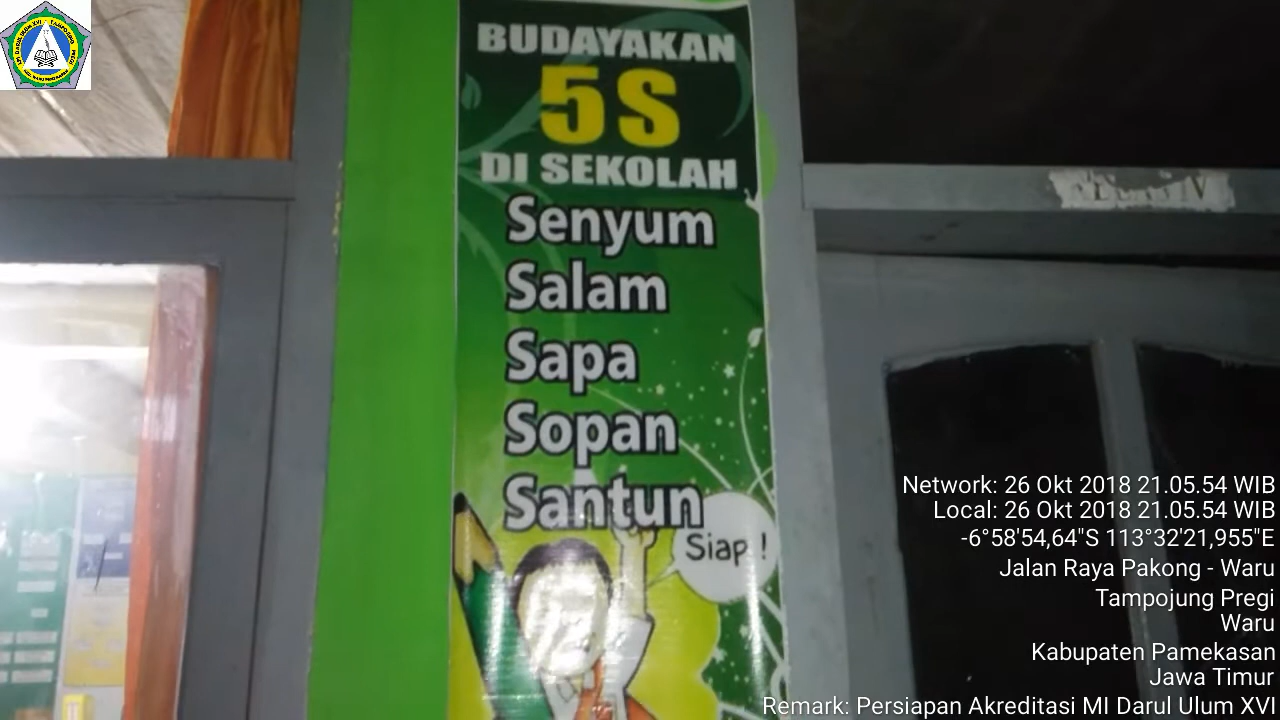 BUDAYAKAN
5S
DI SEKOLAH
Senyum
Salam
Sapa
Sopan
Santun
Siap !
Network: 26 Okt 2018 21.05.54 WIB
Local: 26 Okt 2018 21.05.54 WIB
-6°58'54,64"S 113°32'21,955"E
Jalan Raya Pakong - Waru
Tampojung Pregi
Waru
Kabupaten Pamekasan
Jawa Timur
Remark: Persiapan Akreditasi MI Darul Ulum XVI